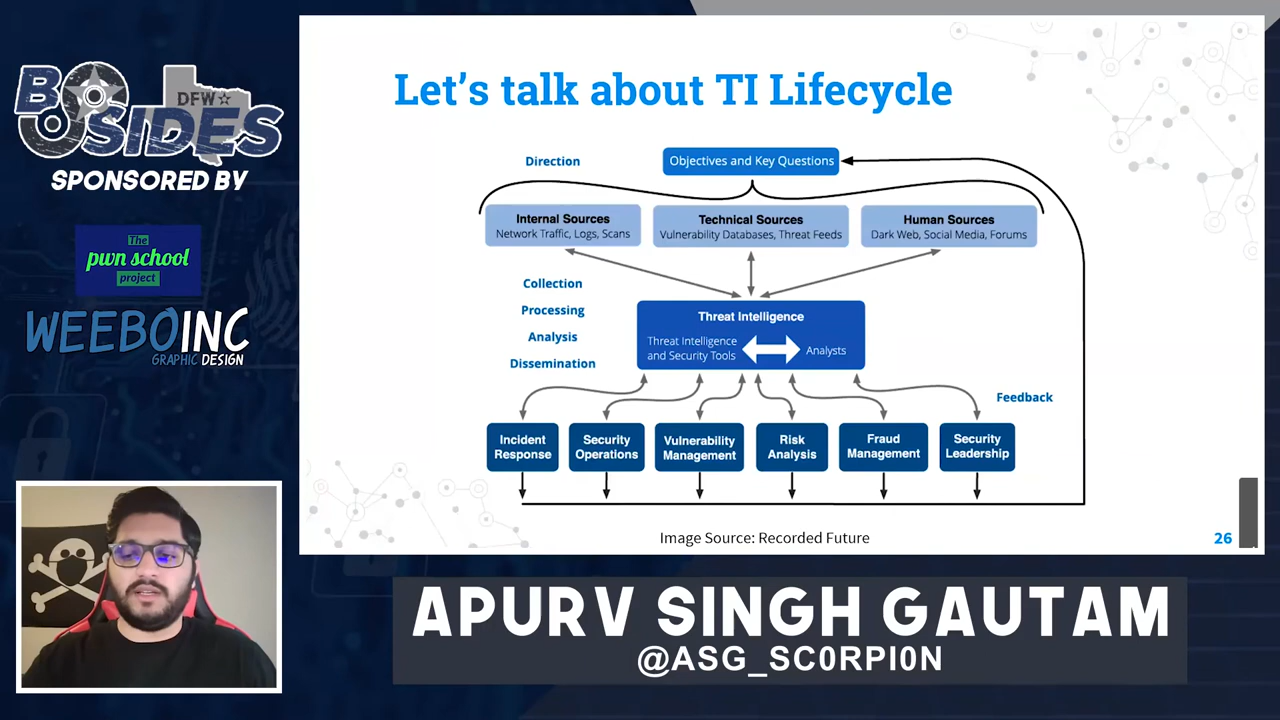 BSIDES
DFW
SPONSORED BY
The
pwn school
project
WEEBOINC
GRAPHIC DESIGN
Let's talk about TI Lifecycle
Direction
Objectives and Key Questions
Internal Sources
Network Traffic, Logs, Scans
Technical Sources
Vulnerability Databases, Threat Feeds
Human Sources
Dark Web, Social Media, Forums
Collection
Processing
Analysis
Dissemination
Threat Intelligence
Threat Intelligence
and Security Tools
Analysts
Feedback
Incident
Response
Security
Operations
Vulnerability
Management
Risk
Analysis
Fraud
Management
Security
Leadership
Image Source: Recorded Future
26
APURV SINGH GAUTAM
@ASG_SC0RPI0N